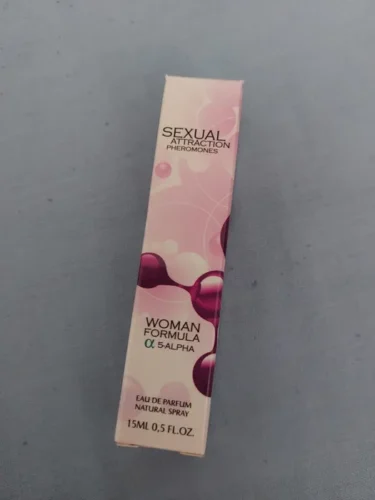 SEXUAL
ATTRACTION
PHEROMONES
WOMAN
FORMULA
α 5-ALPHA
EAU DE PARFUM
NATURAL SPRAY
15ML 0,5 FL.OZ.